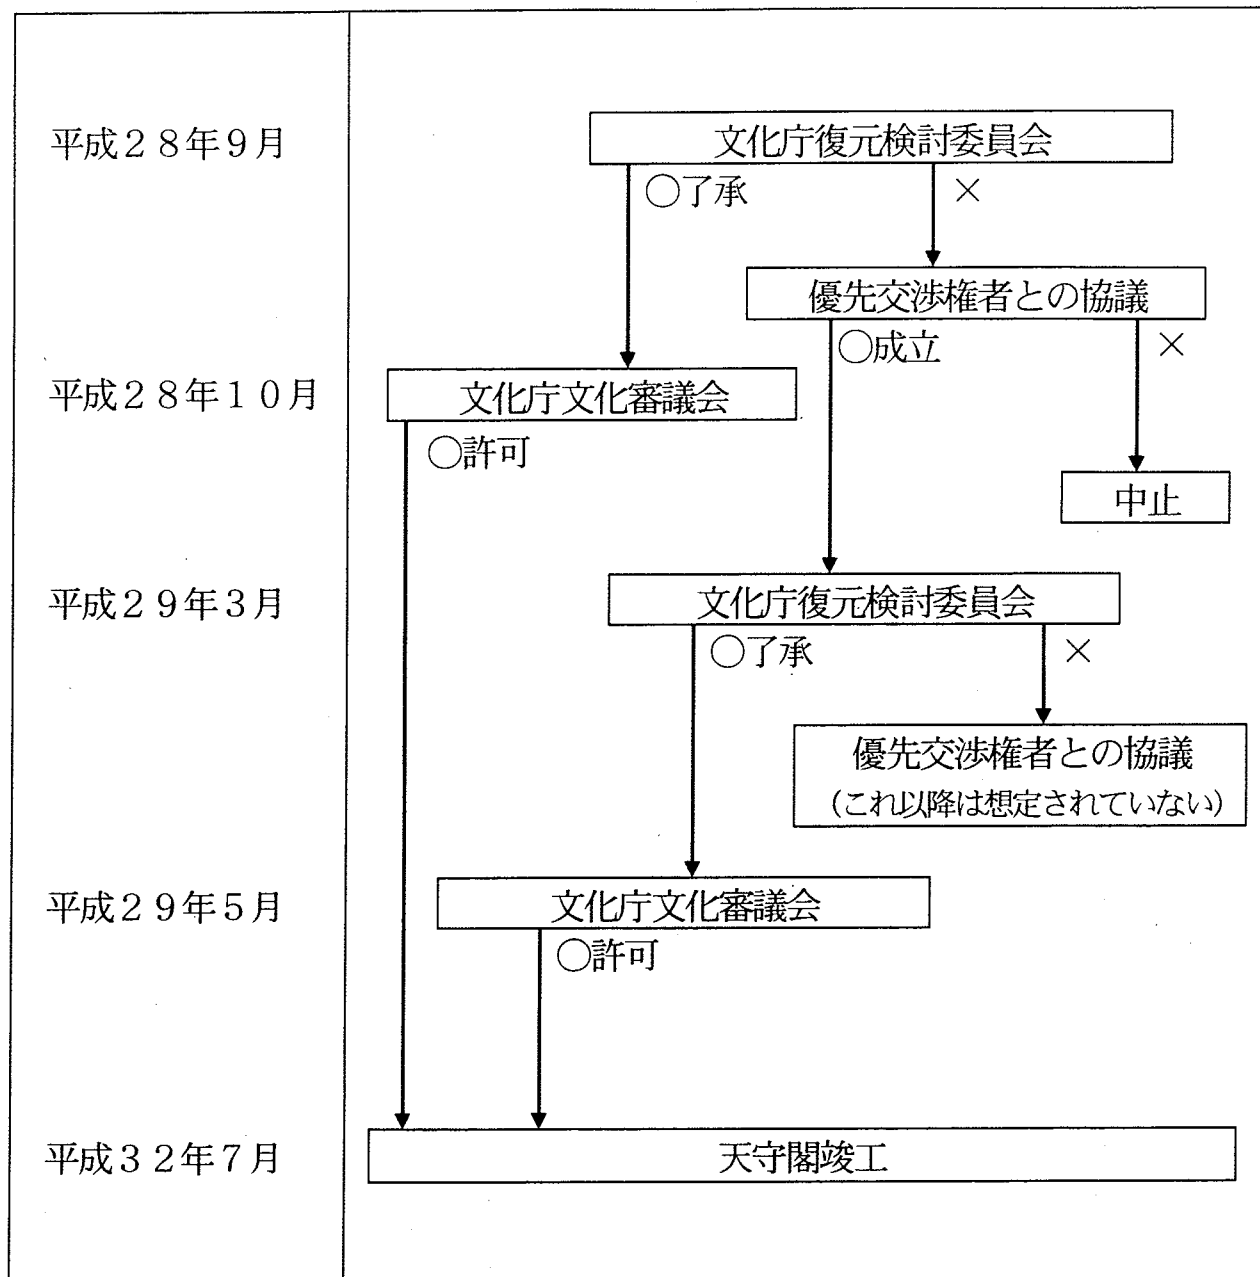 平成２８年９月
文化庁復元検討委員会
〇了承
×
優先交渉権者との協議
〇成立
×
平成２８年１０月
文化庁文化審議会
〇許可
中止
平成２９年３月
文化庁復元検討委員会
〇了承
×
優先交渉権者との協議
（これ以降は想定されていない）
平成２９年５月
文化庁文化審議会
〇許可
平成３２年７月
天守閣竣工